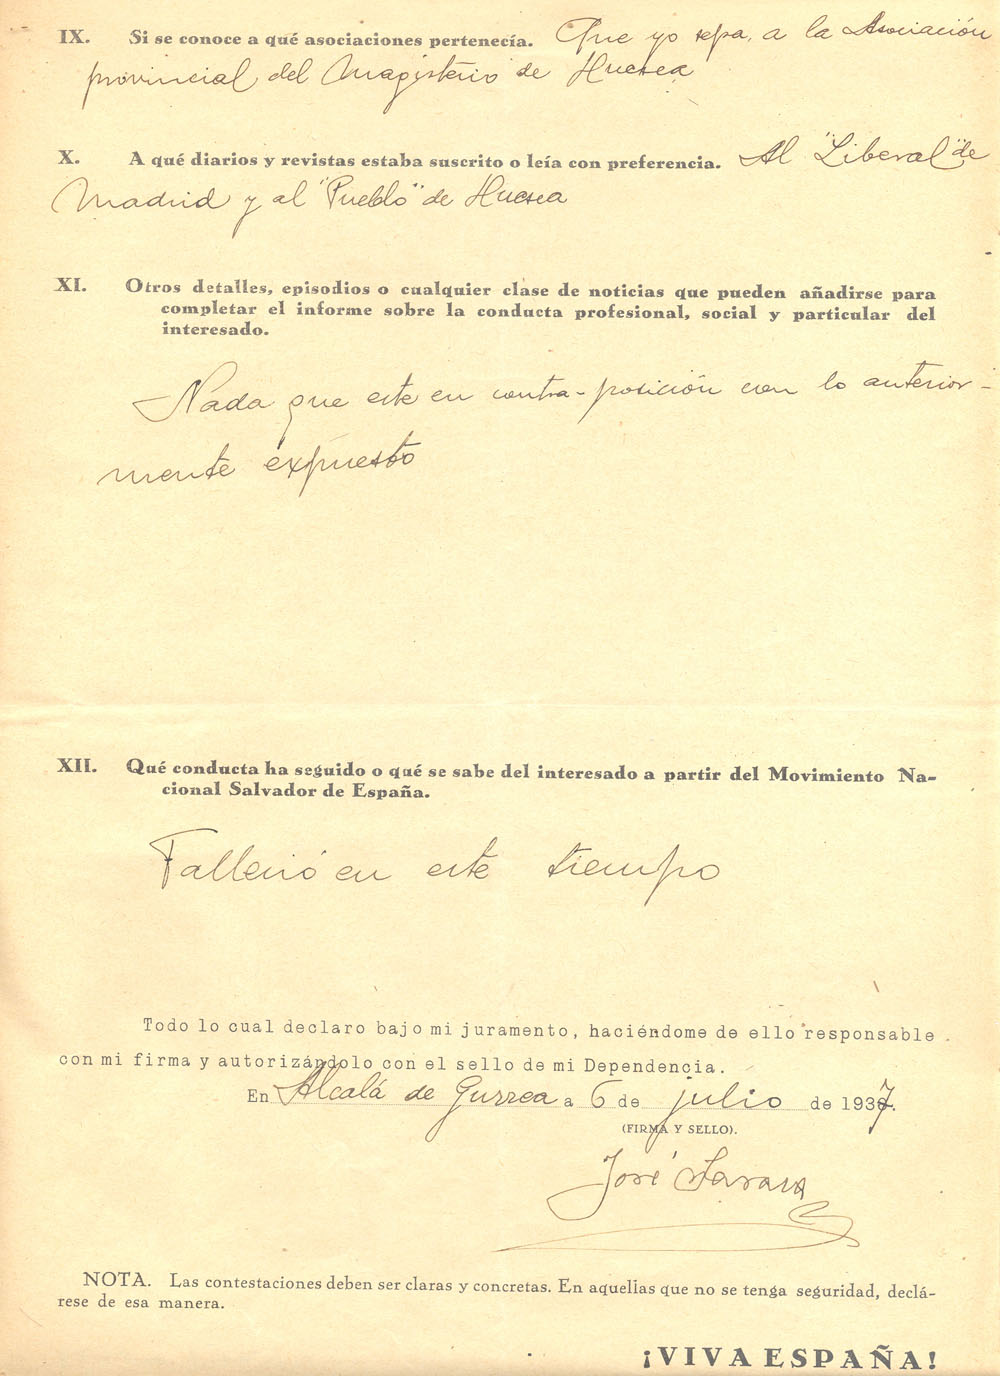 IX. Si se conoce a qué asociaciones pertenecía. Que yo sepa, a la Asociación
provincial del Magisterio de Huesca
X. A qué diarios y revistas estaba suscrito o leía con preferencia. Al "Liberal" de
Madrid y al "Pueblo" de Huesca
XI. Otros detalles, episodios o cualquier clase de noticias que pueden añadirse para
completar el informe sobre la conducta profesional, social y particular del
interesado.
Nada que este en contra-posición con lo anterior-
mente expuesto
XII. Qué conducta ha seguido o qué se sabe del interesado a partir del Movimiento Na-
cional Salvador de España.
Falleció en este tiempo
Todo lo cual declaro bajo mi juramento, haciéndome de ello responsable
con mi firma y autorizándolo con el sello de mi Dependencia.
En Alcalá de Gurrea a 6 de julio de 1937.
(FIRMA Y SELLO).
José
NOTA. Las contestaciones deben ser claras y concretas. En aquellas que no se tenga seguridad, declá-
rese de esa manera.
¡VIVA ESPAÑA!